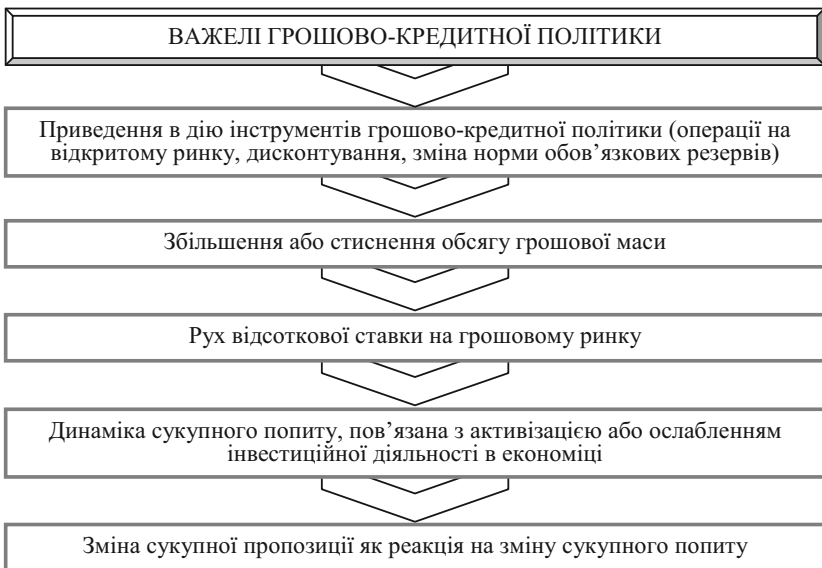 ВАЖЕЛІ ГРОШОВО-КРЕДИТНОЇ ПОЛІТИКИ
Приведення в дію інструментів грошово-кредитної політики (операції на
відкритому ринку, дисконтування, зміна норми обов’язкових резервів)
Збільшення або стиснення обсягу грошової маси
Рух відсоткової ставки на грошовому ринку
Динаміка сукупного попиту, пов’язана з активізацією або ослабленням
інвестиційної діяльності в економіці
Зміна сукупної пропозиції як реакція на зміну сукупного попиту